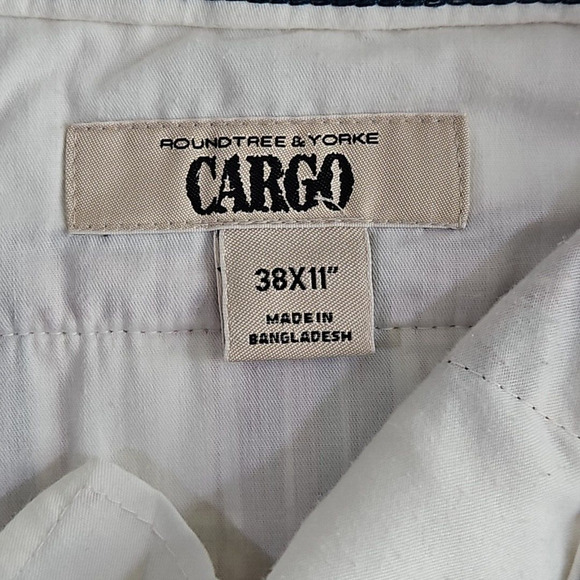 ROUNDTREE & YORKE
CARGO
38X11"
MADE IN
BANGLADESH